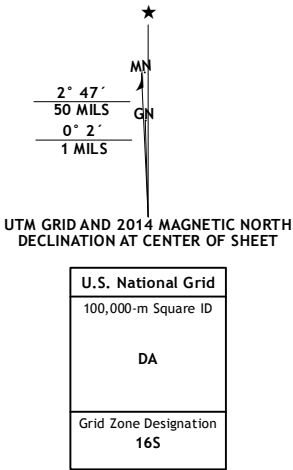 MN
2° 47´
50 MILS
GN
0° 2´
1 MILS
UTM GRID AND 2014 MAGNETIC NORTH
DECLINATION AT CENTER OF SHEET
U.S. National Grid
100,000-m Square ID
DA
Grid Zone Designation
16S